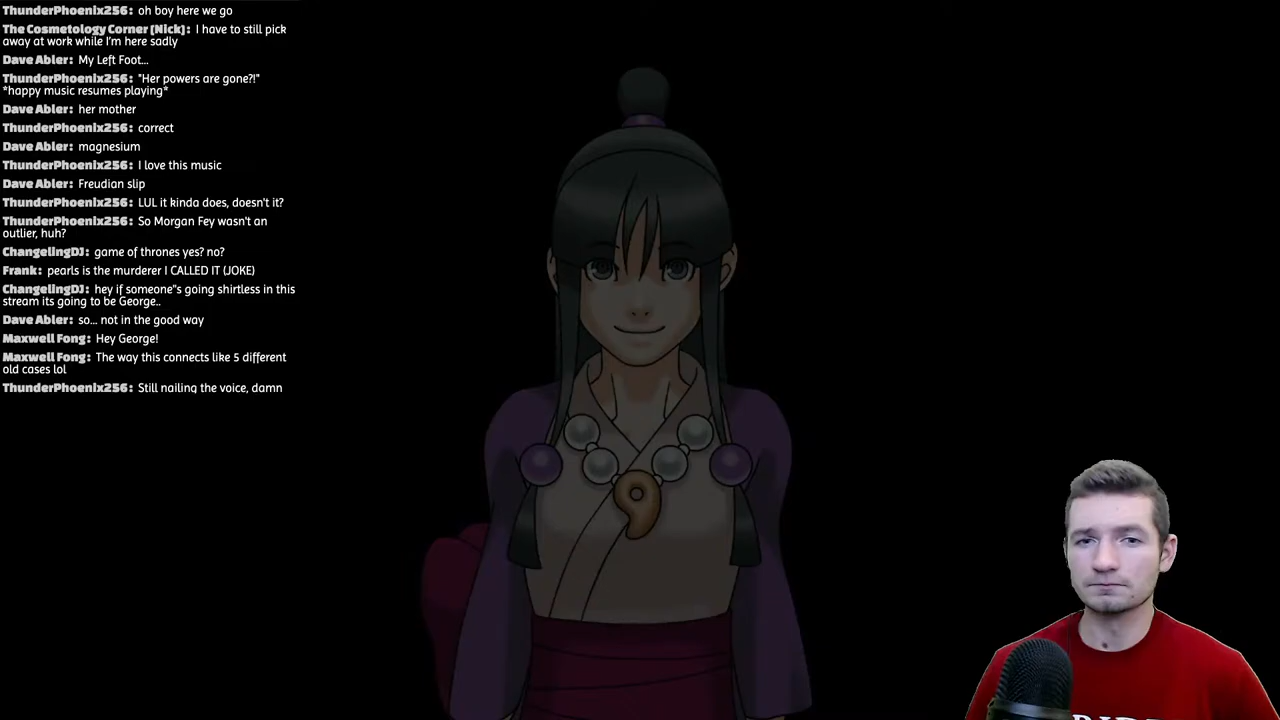 ThunderPhoenix256: oh boy here we go
The Cosmetology Corner (Nick): I have to still pick
away at work while I'm here sadly
Dave Abler: My Left Foot...
ThunderPhoenix256: "Her powers are gone?!"
*happy music resumes playing*
Dave Abler: her mother
ThunderPhoenix256: correct
Dave Abler: magnesium
ThunderPhoenix256: I love this music
Dave Abler: Freudian slip
ThunderPhoenix256: LUL it kinda does, doesn't it?
ThunderPhoenix256: So Morgan Fey wasn't an
outlier, huh?
ChangelingDJ: game of thrones yes? no?
Frank: pearls is the murderer I CALLED IT (JOKE)
ChangelingDJ: hey if someone"s going shirtless in this
stream its going to be George..
Dave Abler: so... not in the good way
Maxwell Fong: Hey George!
Maxwell Fong: The way this connects like 5 different
old cases lol
ThunderPhoenix256: Still nailing the voice, damn